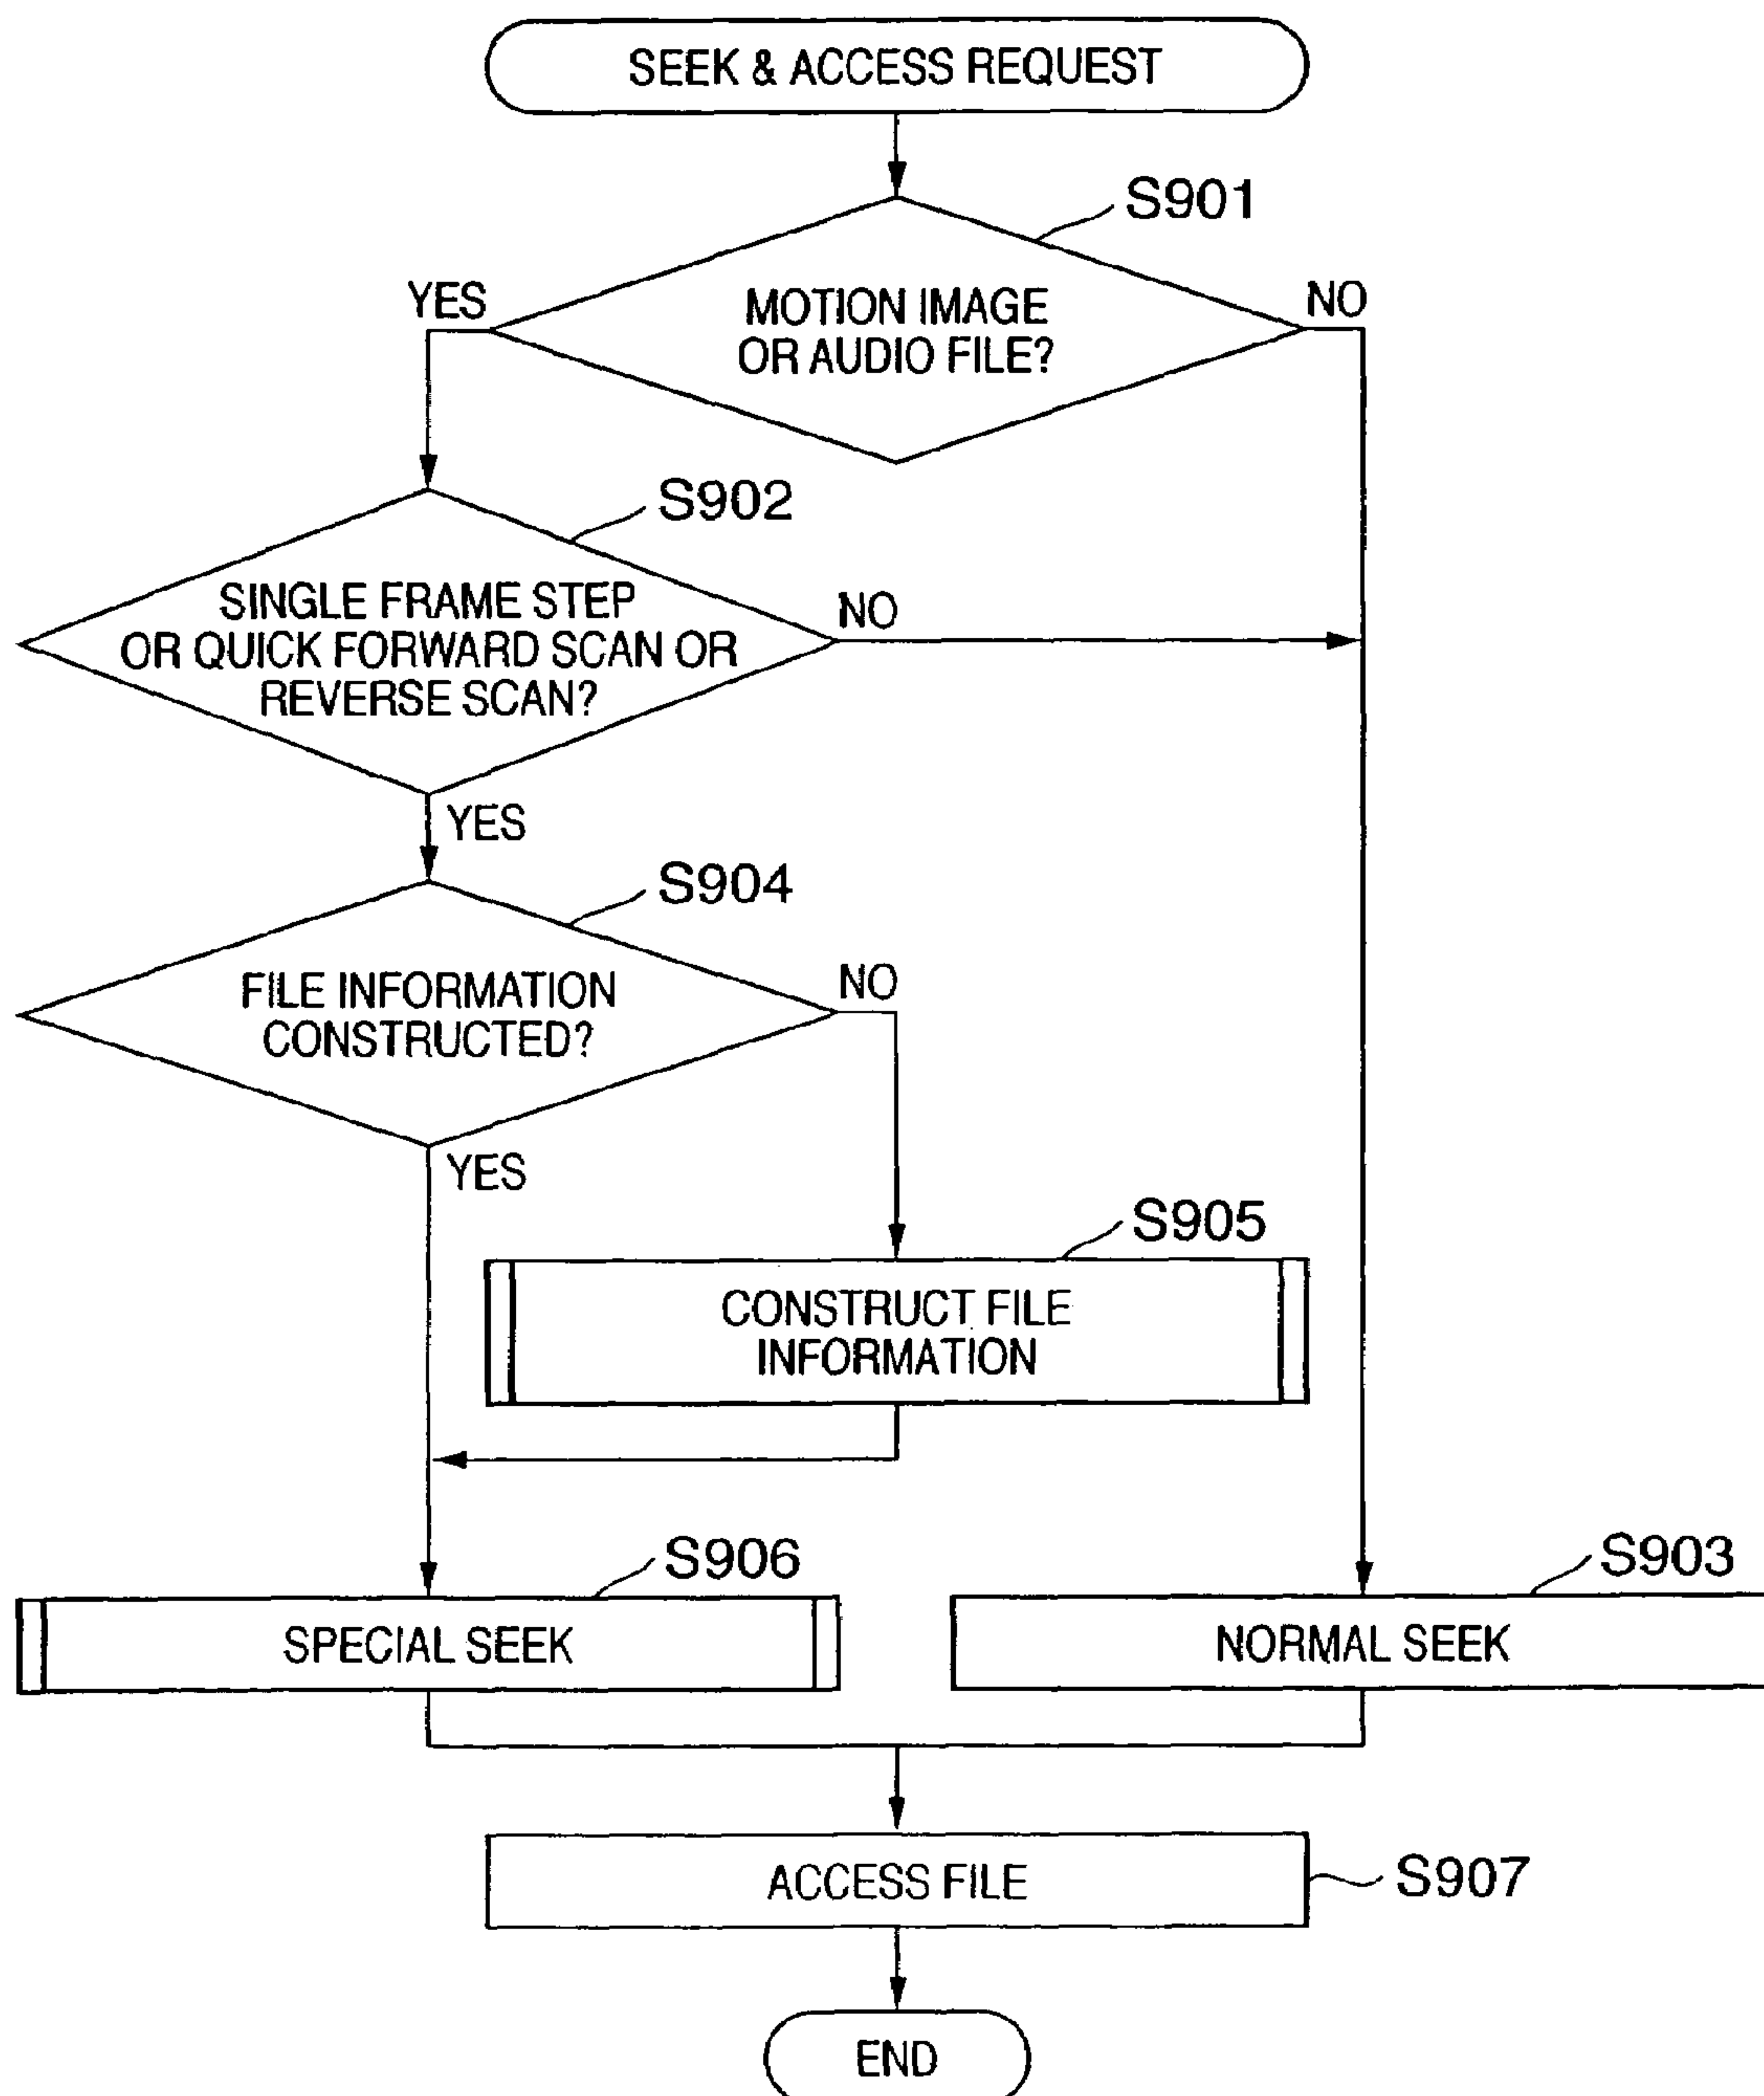 SEEK & ACCESS REQUEST
S901
YES
MOTION IMAGE
OR AUDIO FILE?
NO
S902
SINGLE FRAME STEP
OR QUICK FORWARD SCAN OR
REVERSE SCAN?
NO
YES
S904
FILE INFORMATION
CONSTRUCTED?
NO
YES
S905
CONSTRUCT FILE
INFORMATION
S906
SPECIAL SEEK
S903
NORMAL SEEK
ACCESS FILE
S907
END